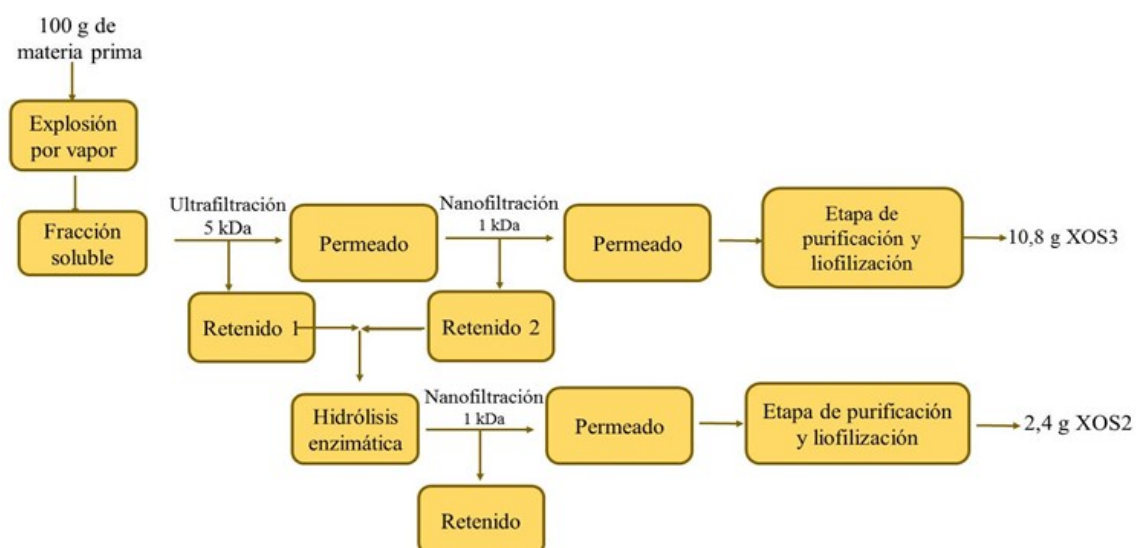 100 g de
materia prima
Explosión
por vapor
Fracción
soluble
Ultrafiltración
5 kDa
Permeado
Nanofiltración
1 kDa
Permeado
Etapa de
purificación y
liofilización
10,8 g XOS3
Retenido 1
Retenido 2
Hidrólisis
enzimática
Nanofiltración
1 kDa
Permeado
Etapa de purificación
y liofilización
2,4 g XOS2
Retenido